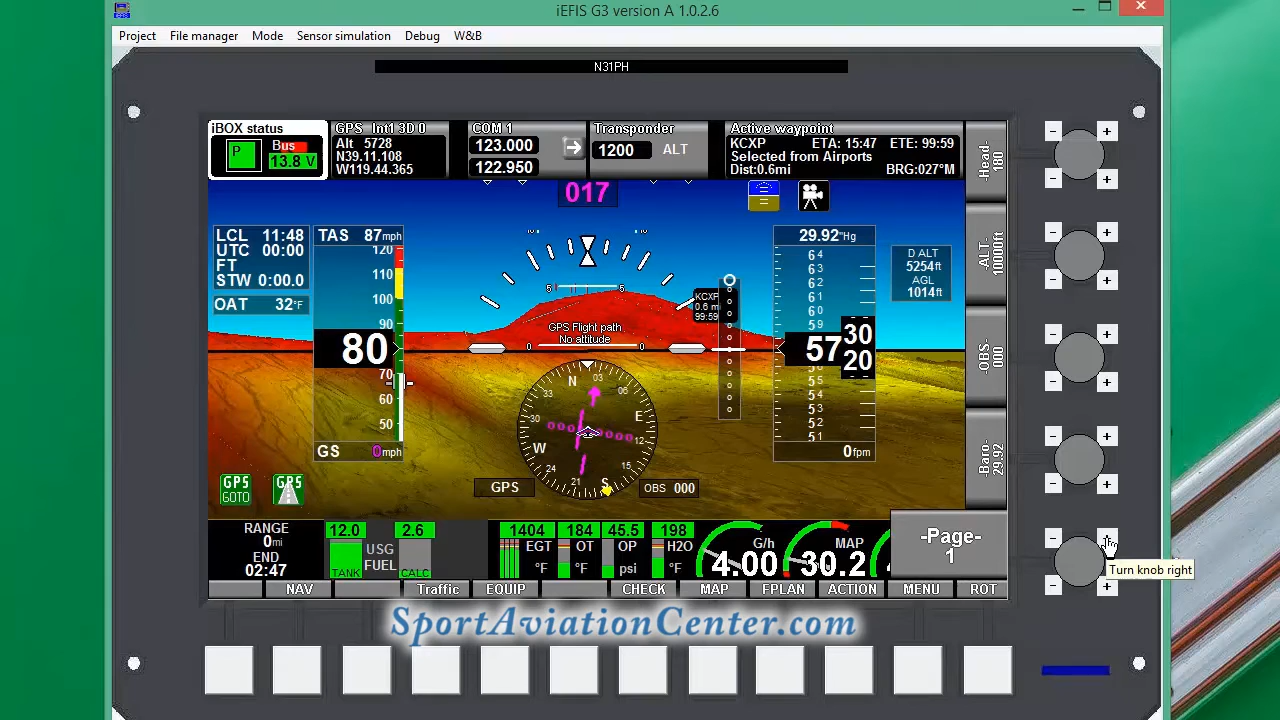 iEFIS G3 version A 1.0.2.6
Project File manager Mode Sensor simulation Debug W&B
N31PH
iBOX status
P
Bus
13.8 V
GPS Int1 3D 0
Alt 5728
N39.11.108
W119.44.365
COM 1
123.000
122.950
Transponder
1200 ALT
Active waypoint
KCXP ETA: 15:47 ETE: 99:59
Selected from Airports
Dist:0.6mi BRG:027°M
-Head-
180
-ALT-
10000ft
-OBS-
000
-Baro-
29.92
017
LCL 11:48
UTC 00:00
FT
STW 0:00.0
OAT 32°F
TAS 87mph
120
110
100
90
80
70
60
50
GS 0mph
5 5
KCXP
0.6 mi
99:59
GPS Flight path
No attitude
0 0
N 03 06 E 12 15 S 21 24 W 30 33
GPS
OBS 000
29.92"Hg
64
63
62
61
60
59
57 30
20
55
54
53
52
51
0fpm
D ALT
5254ft
AGL
1014ft
GPS
GOTO
GPS
RANGE
0mi
END
02:47
12.0 2.6
USG
FUEL
TANK CALC
1404 184 45.5 198
EGT OT OP H2O
°F °F psi °F
G/h
4.00
MAP
30.2
-Page-
1
NAV Traffic EQUIP CHECK MAP FPLAN ACTION MENU ROT
Turn knob right
SportAviationCenter.com